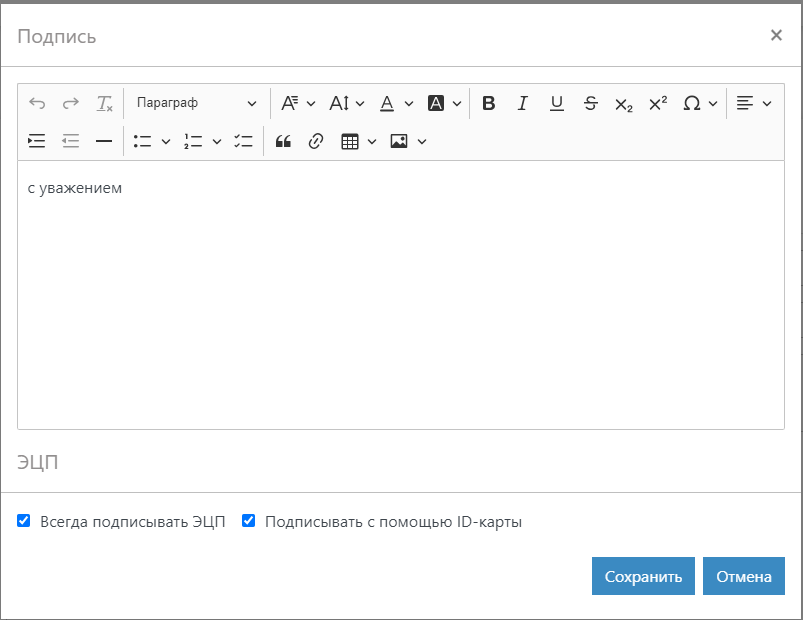 Подпись
Параграф
с уважением
ЭЦП
Всегда подписывать ЭЦП Подписывать с помощью ID-карты
Сохранить Отмена